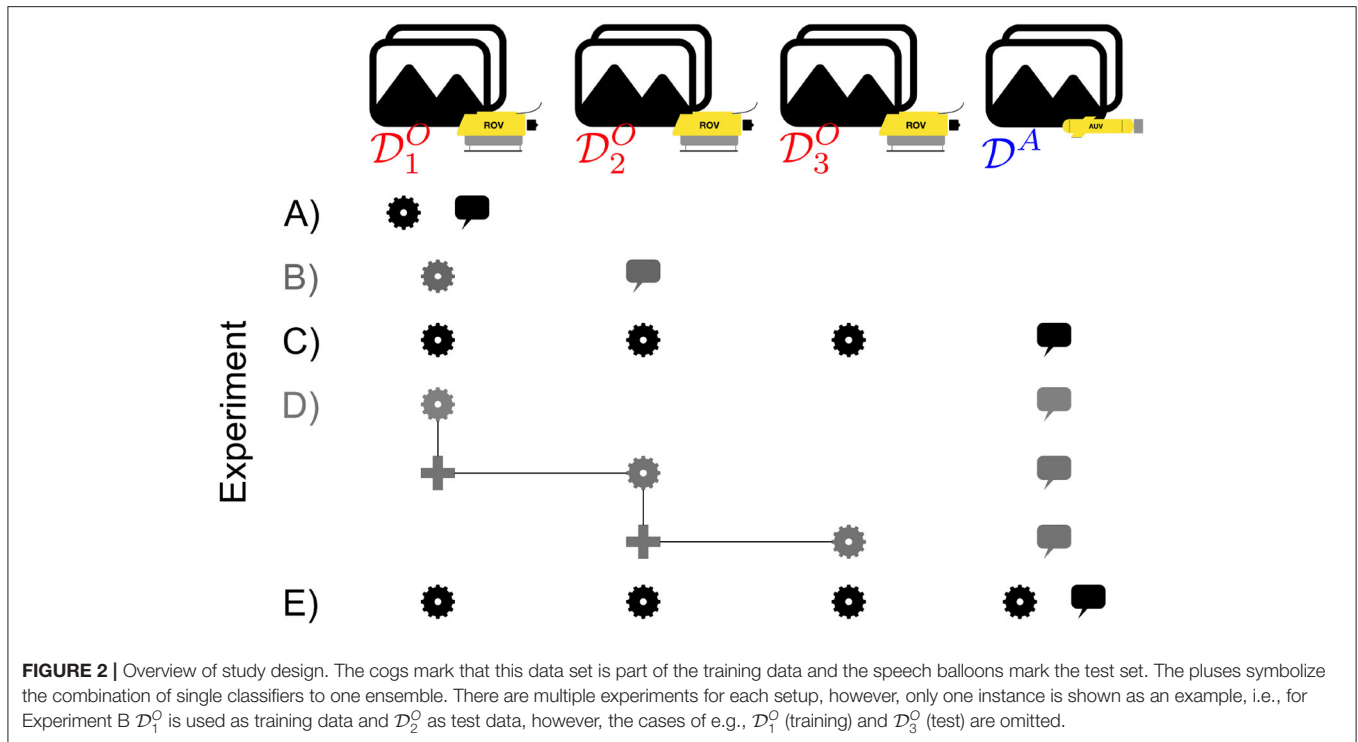 ROV ROV ROV AUV
𝒟₁ᴼ 𝒟₂ᴼ 𝒟₃ᴼ 𝒟ᴬ
A)
B)
C)
D)
E)
Experiment
FIGURE 2 | Overview of study design. The cogs mark that this data set is part of the training data and the speech balloons mark the test set. The pluses symbolize
the combination of single classifiers to one ensemble. There are multiple experiments for each setup, however, only one instance is shown as an example, i.e., for
Experiment B 𝒟₁ᴼ is used as training data and 𝒟₂ᴼ as test data, however, the cases of e.g., 𝒟₁ᴼ (training) and 𝒟₃ᴼ (test) are omitted.